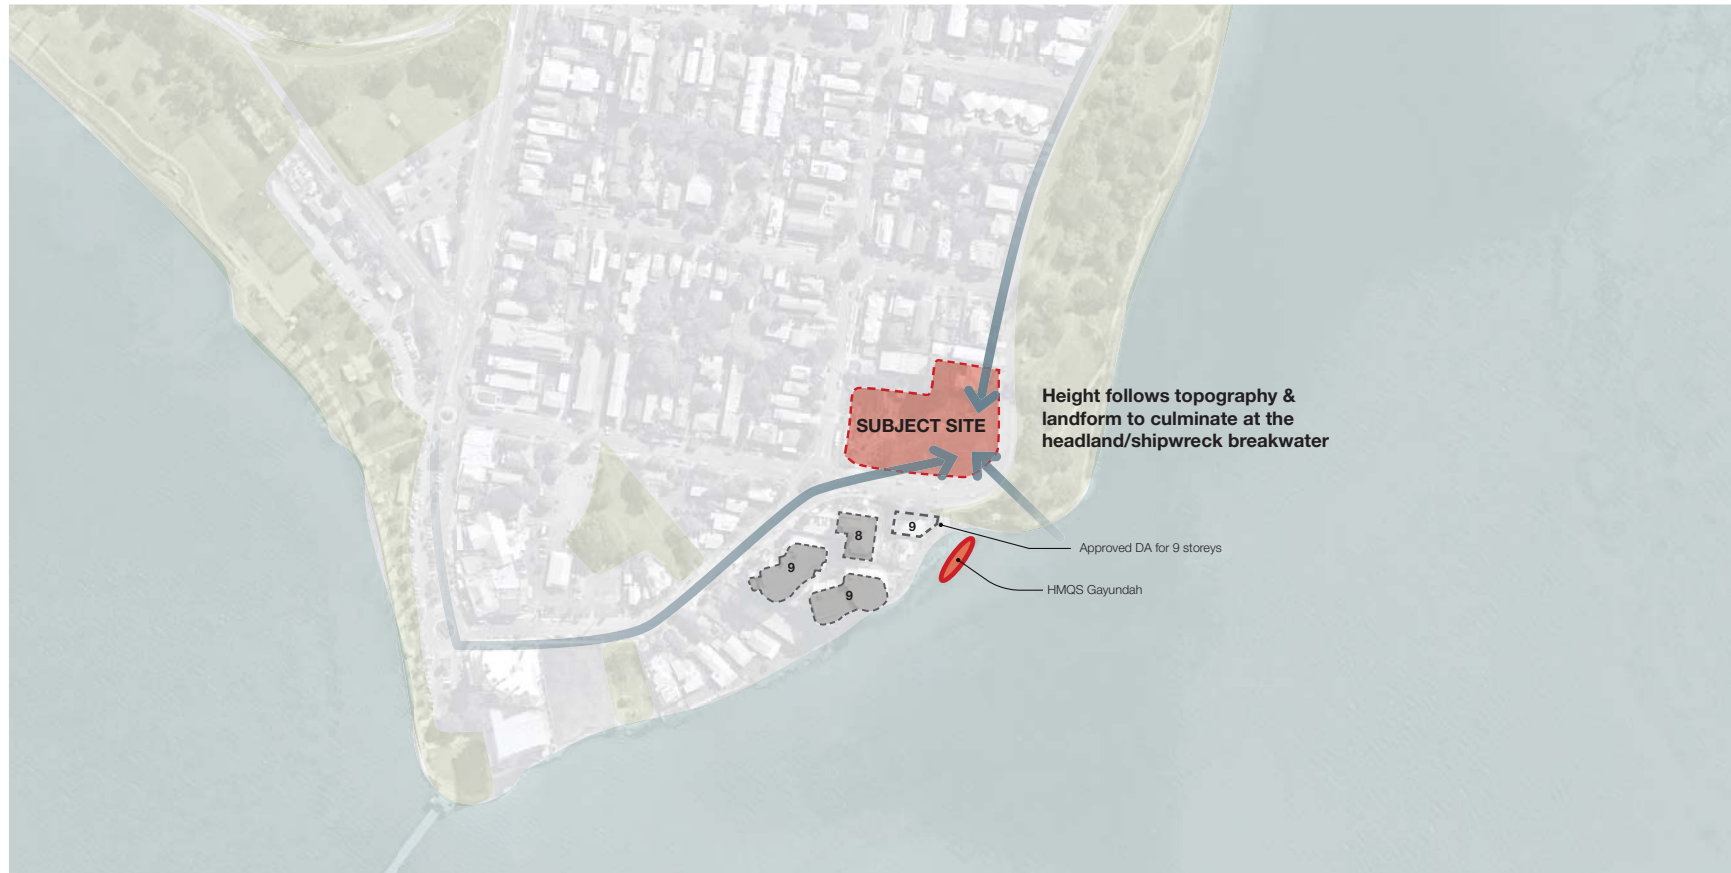 Height follows topography &
landform to culminate at the
headland/shipwreck breakwater
SUBJECT SITE
9
8
9
9
Approved DA for 9 storeys
HMQS Gayundah